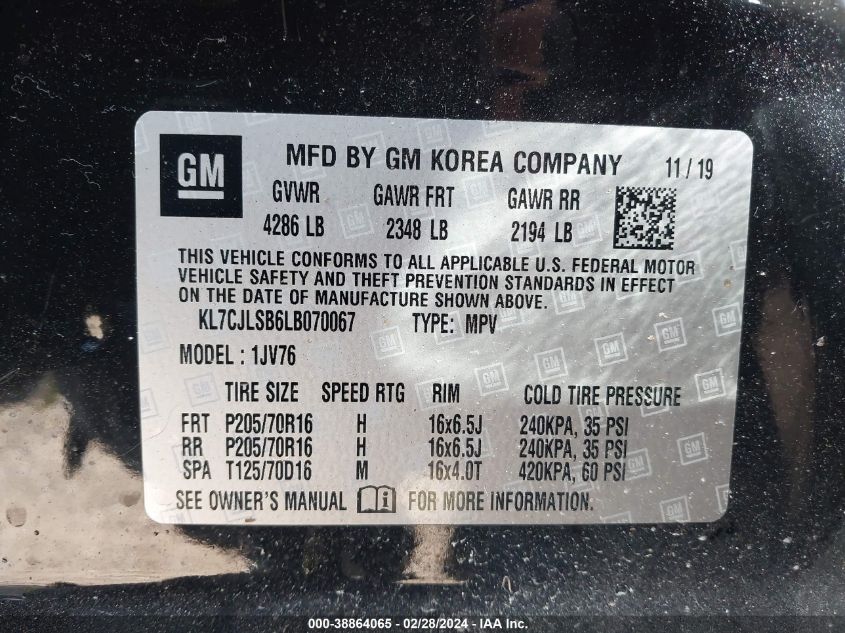 GM MFD BY GM KOREA COMPANY 11/19
GVWR GAWR FRT GAWR RR
4286 LB 2348 LB 2194 LB
THIS VEHICLE CONFORMS TO ALL APPLICABLE U.S. FEDERAL MOTOR
VEHICLE SAFETY AND THEFT PREVENTION STANDARDS IN EFFECT
ON THE DATE OF MANUFACTURE SHOWN ABOVE.
KL7CJLSB6LB070067 TYPE: MPV
MODEL : 1JV76
TIRE SIZE SPEED RTG RIM COLD TIRE PRESSURE
FRT P205/70R16 H 16x6.5J 240KPA, 35 PSI
RR P205/70R16 H 16x6.5J 240KPA, 35 PSI
SPA T125/70D16 M 16x4.0T 420KPA, 60 PSI
SEE OWNER'S MANUAL FOR MORE INFORMATION.
000-38864065 - 02/28/2024 - www.iaai.com